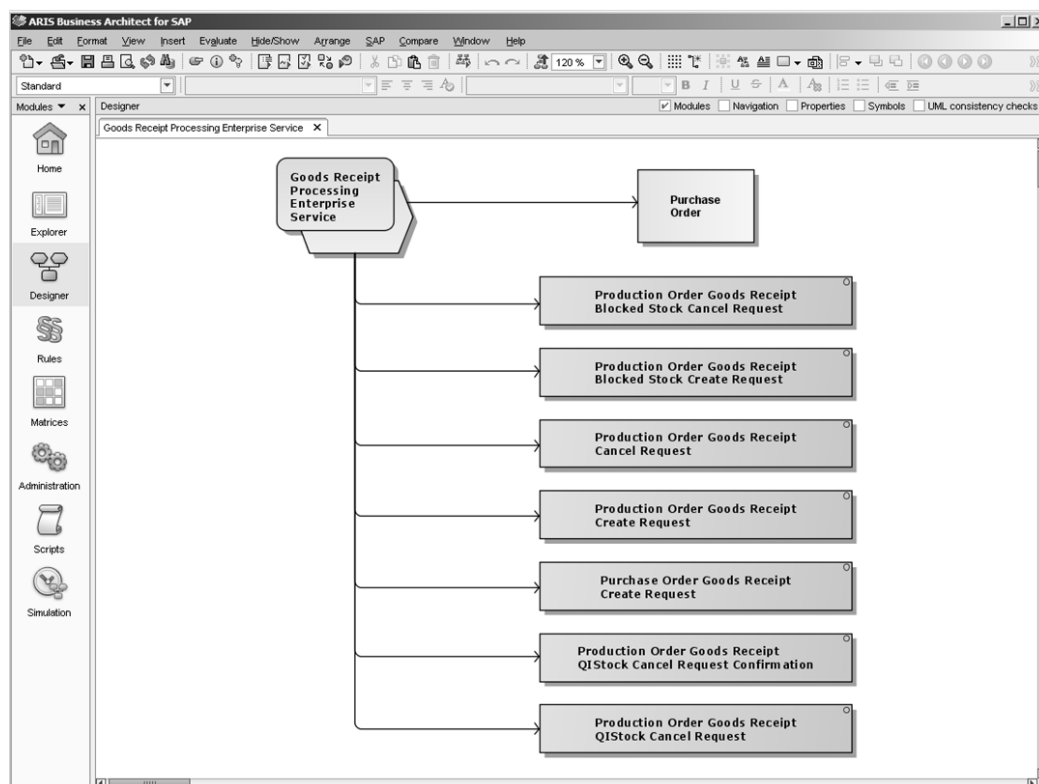 ARIS Business Architect for SAP
File Edit Format View Insert Evaluate Hide/Show Arrange SAP Compare Window Help
120 %
Standard
B I U S A
Modules Designer Modules Navigation Properties Symbols UML consistency checks
Goods Receipt Processing Enterprise Service X
Home
Explorer
Designer
Rules
Matrices
Administration
Scripts
Simulation
Goods Receipt
Processing
Enterprise
Service
Purchase
Order
Production Order Goods Receipt
Blocked Stock Cancel Request
Production Order Goods Receipt
Blocked Stock Create Request
Production Order Goods Receipt
Cancel Request
Production Order Goods Receipt
Create Request
Purchase Order Goods Receipt
Create Request
Production Order Goods Receipt
QIStock Cancel Request Confirmation
Production Order Goods Receipt
QIStock Cancel Request